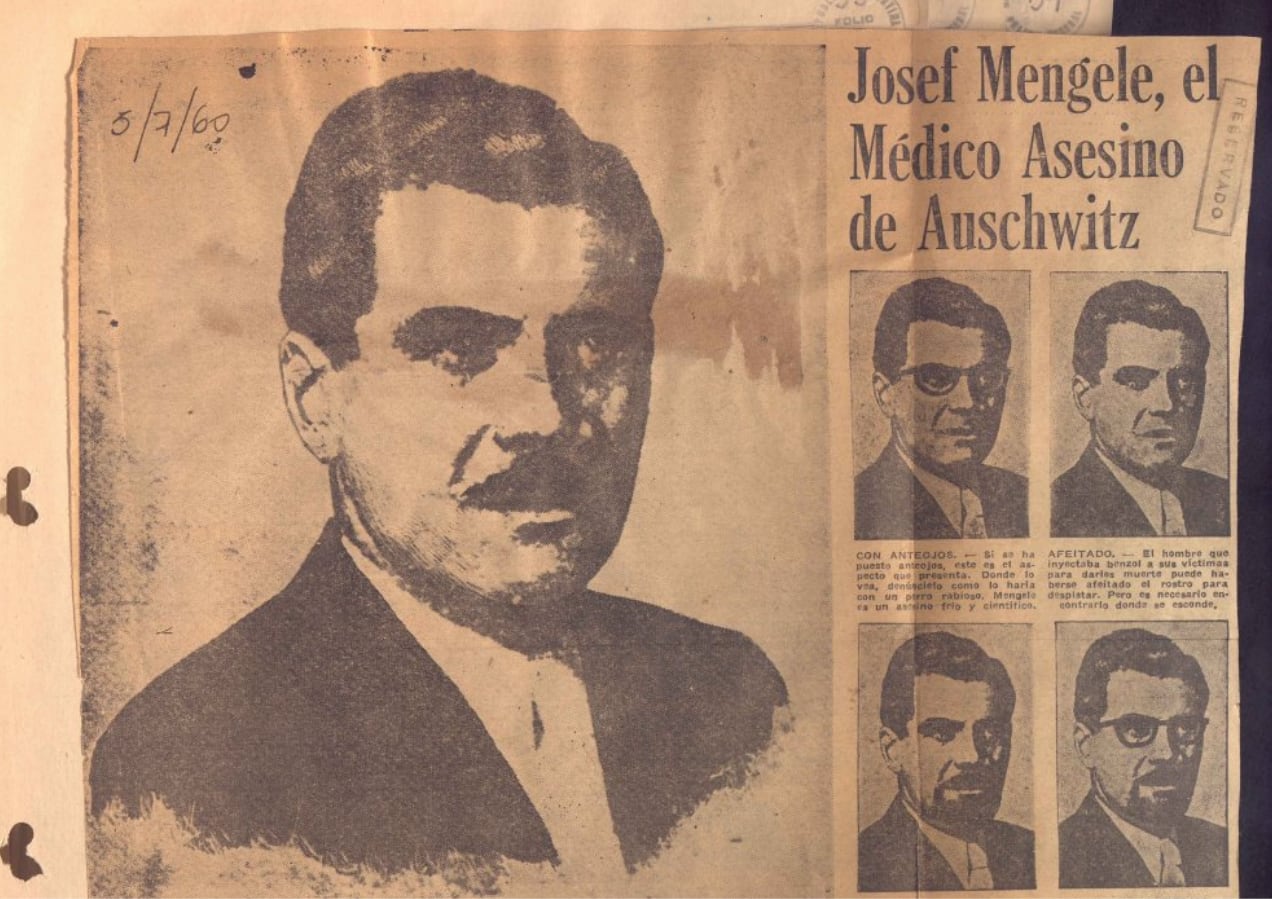 FOLIO
5/7/60
Josef Mengele, el
Médico Asesino
de Auschwitz
RESERVADO
CON ANTEOJOS. — Si se ha
puesto anteojos, este es el as-
pecto que presenta. Donde lo
vea, denúncielo como lo haría
con un perro rabioso. Mengele
es un asesino frío y científico.
AFEITADO. — El hombre que
inyectaba benzol a sus víctimas
para darles muerte puede ha-
berse afeitado el rostro para
despistar. Pero es necesario en-
contrarlo donde se esconde.